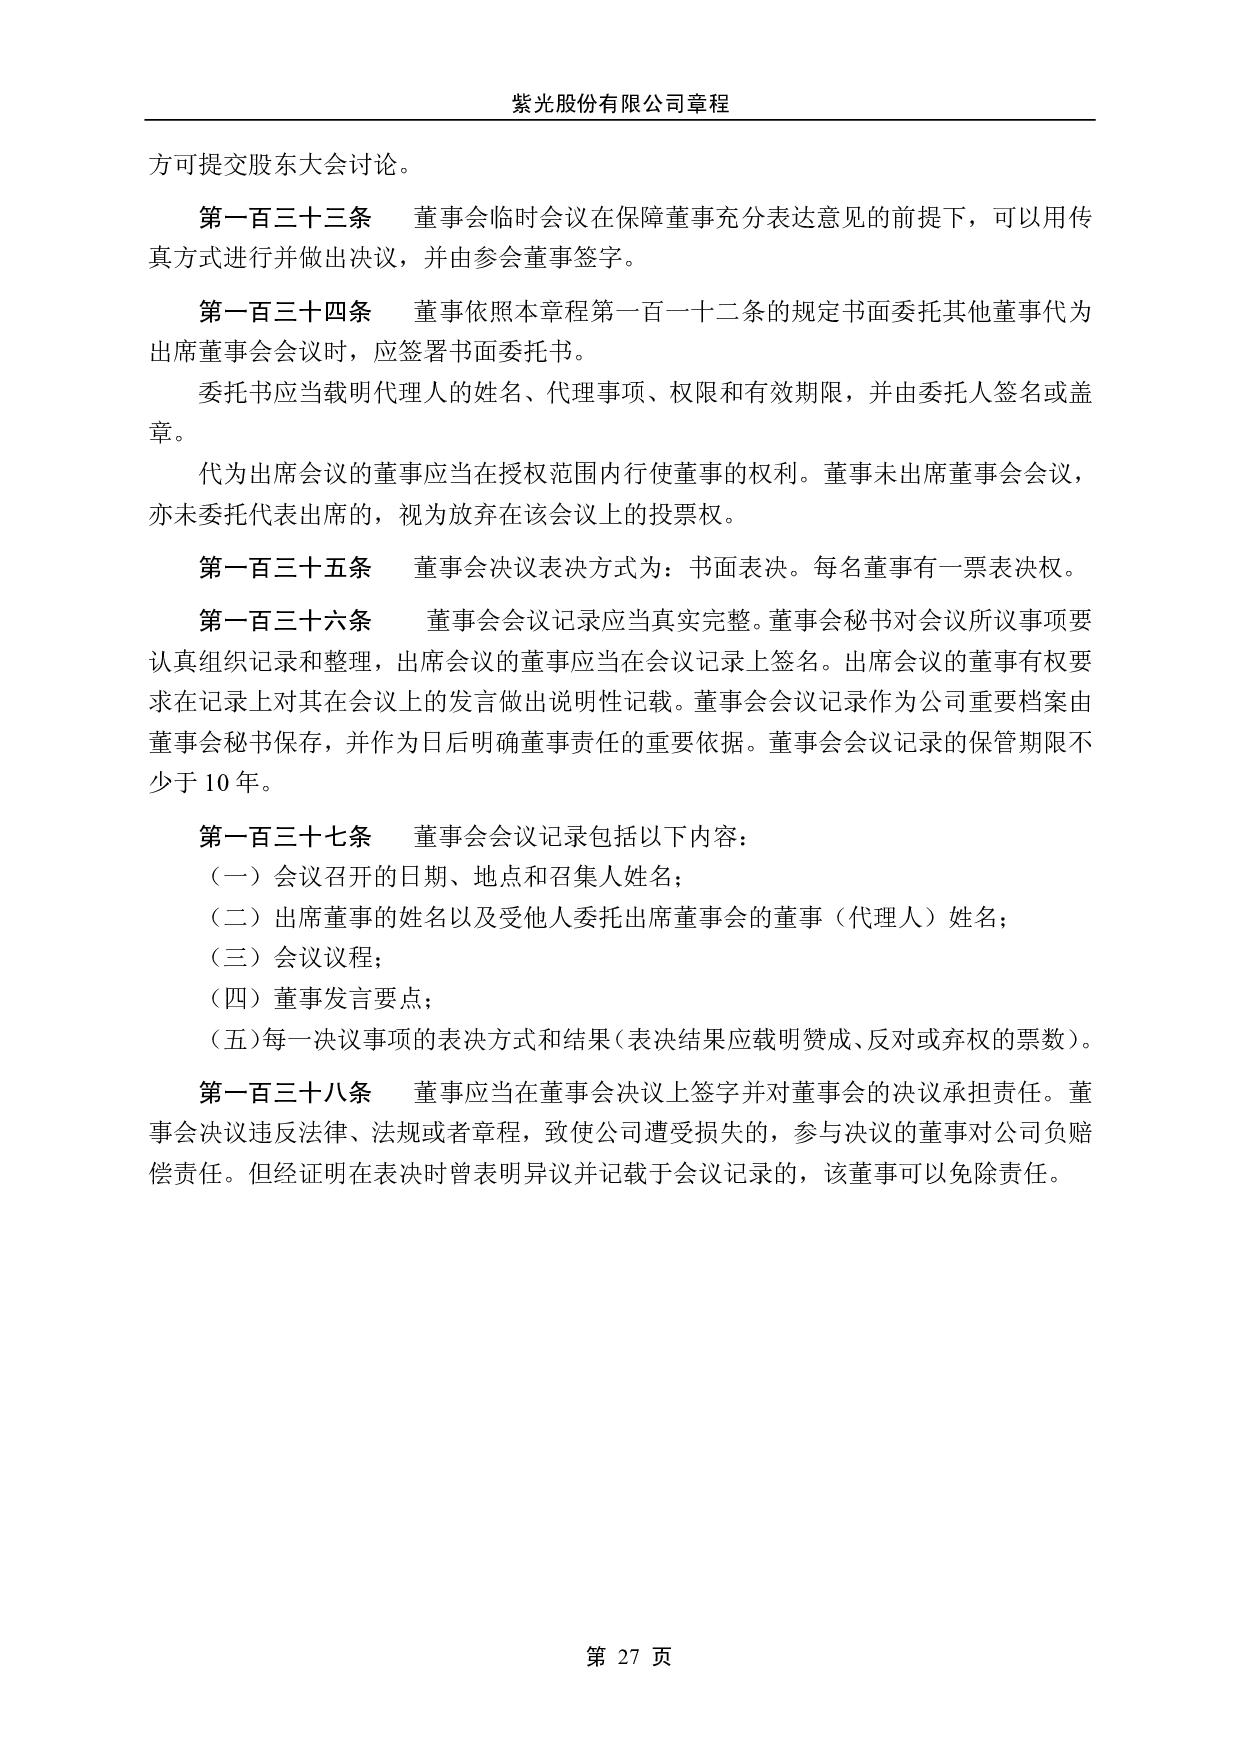 紫光股份有限公司章程
方可提交股东大会讨论。
第一百三十三条 董事会临时会议在保障董事充分表达意见的前提下，可以用传
真方式进行并做出决议，并由参会董事签字。
第一百三十四条 董事依照本章程第一百一十二条的规定书面委托其他董事代为
出席董事会会议时，应签署书面委托书。
委托书应当载明代理人的姓名、代理事项、权限和有效期限，并由委托人签名或盖
章。
代为出席会议的董事应当在授权范围内行使董事的权利。董事未出席董事会会议，
亦未委托代表出席的，视为放弃在该会议上的投票权。
第一百三十五条 董事会决议表决方式为：书面表决。每名董事有一票表决权。
第一百三十六条 董事会会议记录应当真实完整。董事会秘书对会议所议事项要
认真组织记录和整理，出席会议的董事应当在会议记录上签名。出席会议的董事有权要
求在记录上对其在会议上的发言做出说明性记载。董事会会议记录作为公司重要档案由
董事会秘书保存，并作为日后明确董事责任的重要依据。董事会会议记录的保管期限不
少于 10 年。
第一百三十七条 董事会会议记录包括以下内容：
（一）会议召开的日期、地点和召集人姓名；
（二）出席董事的姓名以及受他人委托出席董事会的董事（代理人）姓名；
（三）会议议程；
（四）董事发言要点；
（五）每一决议事项的表决方式和结果（表决结果应载明赞成、反对或弃权的票数）。
第一百三十八条 董事应当在董事会决议上签字并对董事会的决议承担责任。董
事会决议违反法律、法规或者章程，致使公司遭受损失的，参与决议的董事对公司负赔
偿责任。但经证明在表决时曾表明异议并记载于会议记录的，该董事可以免除责任。
第 27 页